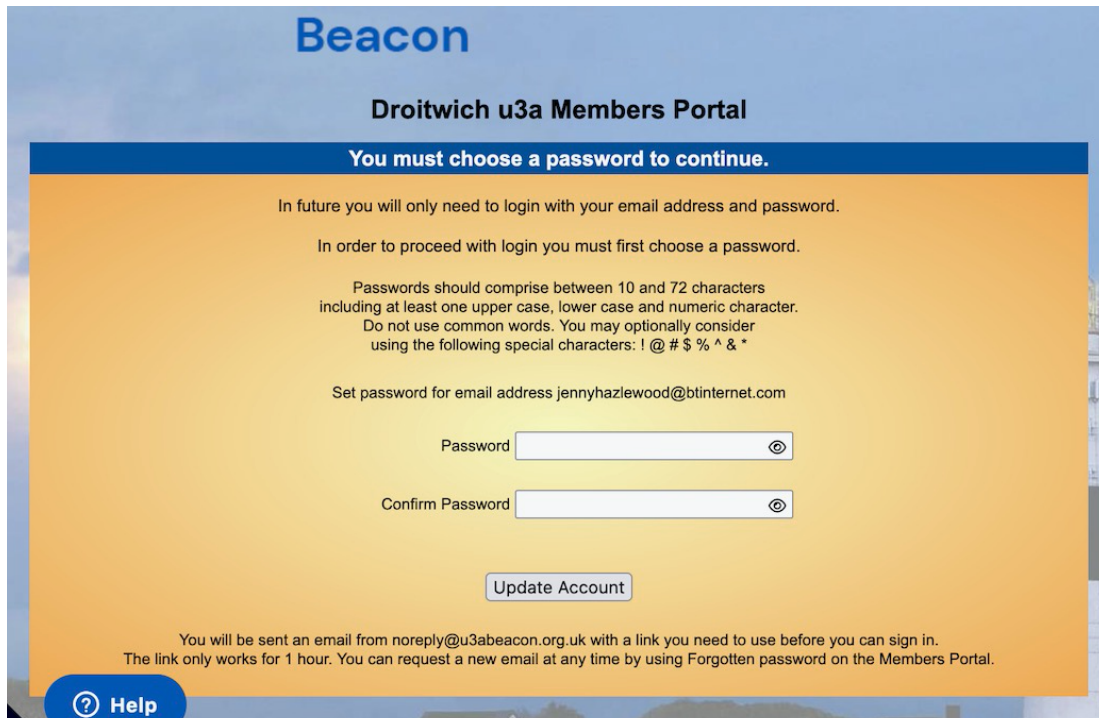 Beacon
Droitwich u3a Members Portal
You must choose a password to continue.
In future you will only need to login with your email address and password.
In order to proceed with login you must first choose a password.
Passwords should comprise between 10 and 72 characters
including at least one upper case, lower case and numeric character.
Do not use common words. You may optionally consider
using the following special characters: ! @ # $ % ^ & *
Set password for email address jennyhazlewood@btinternet.com
Password
Confirm Password
Update Account
You will be sent an email from noreply@u3abeacon.org.uk with a link you need to use before you can sign in.
The link only works for 1 hour. You can request a new email at any time by using Forgotten password on the Members Portal.
? Help